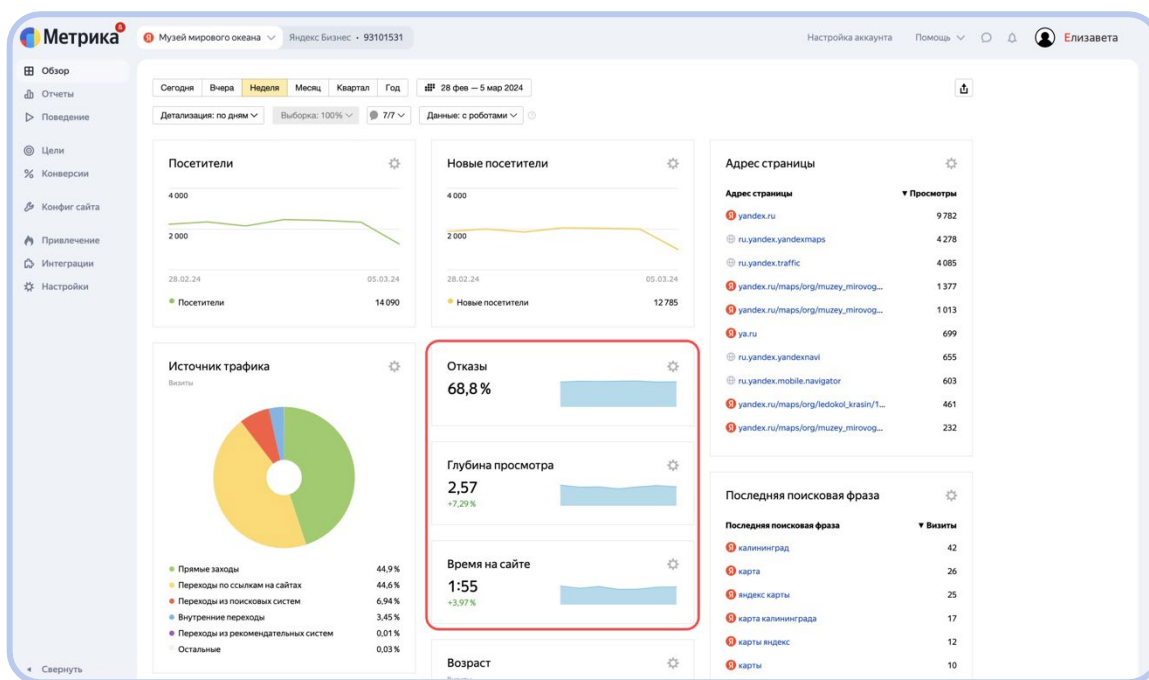 Метрика
Музей мирового океана
Яндекс Бизнес • 93101531
Настройка аккаунта
Помощь
Елизавета
Обзор
Отчеты
Поведение
Цели
Конверсии
Конфиг сайта
Привлечение
Интеграции
Настройки
Свернуть
Сегодня
Вчера
Неделя
Месяц
Квартал
Год
28 фев — 5 мар 2024
Детализация: по дням
Выборка: 100%
7/7
Данные: с роботами
Посетители
4 000
2 000
28.02.24 05.03.24
Посетители 14 090
Новые посетители
4 000
2 000
28.02.24 05.03.24
Новые посетители 12 785
Адрес страницы
Адрес страницы ▼ Просмотры
yandex.ru 9 782
ru.yandex.yandexmaps 4 278
ru.yandex.traffic 4 085
yandex.ru/maps/org/muzey_mirovog... 1 377
yandex.ru/maps/org/muzey_mirovog... 1 013
ya.ru 699
ru.yandex.yandexnavi 655
ru.yandex.mobile.navigator 603
yandex.ru/maps/org/ledokol_krasin/1... 461
yandex.ru/maps/org/muzey_mirovog... 232
Источник трафика
Визиты
Прямые заходы 44,9 %
Переходы по ссылкам на сайтах 44,6 %
Переходы из поисковых систем 6,94 %
Внутренние переходы 3,45 %
Переходы из рекомендательных систем 0,01 %
Остальные 0,03 %
Отказы
68,8 %
Глубина просмотра
2,57
+7,29 %
Время на сайте
1:55
+3,97 %
Возраст
Последняя поисковая фраза
Последняя поисковая фраза ▼ Визиты
калининград 42
карта 26
яндекс карты 25
карта калининграда 17
карты яндекс 12
карты 10